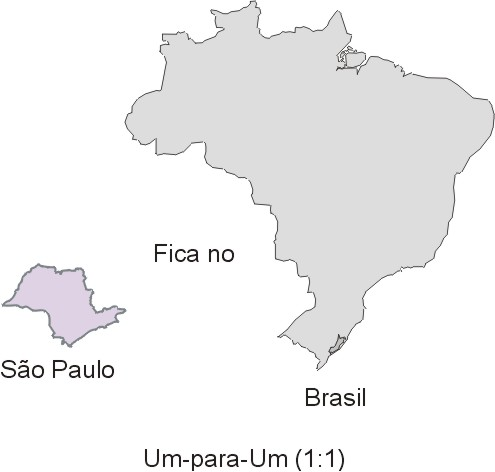 Fica no
São Paulo
Brasil
Um-para-Um (1:1)